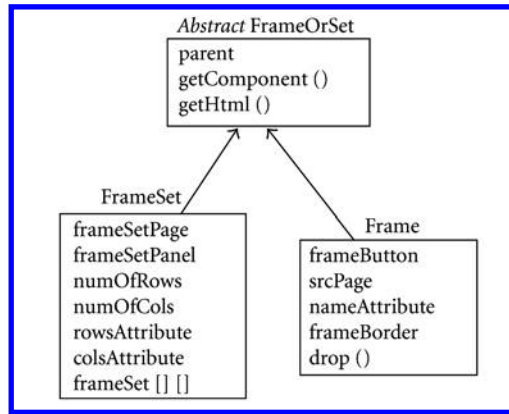 Abstract FrameOrSet
parent
getComponent ()
getHtml ()
FrameSet
frameSetPage
frameSetPanel
numOfRows
numOfCols
rowsAttribute
colsAttribute
frameSet [] []
Frame
frameButton
srcPage
nameAttribute
frameBorder
drop ()